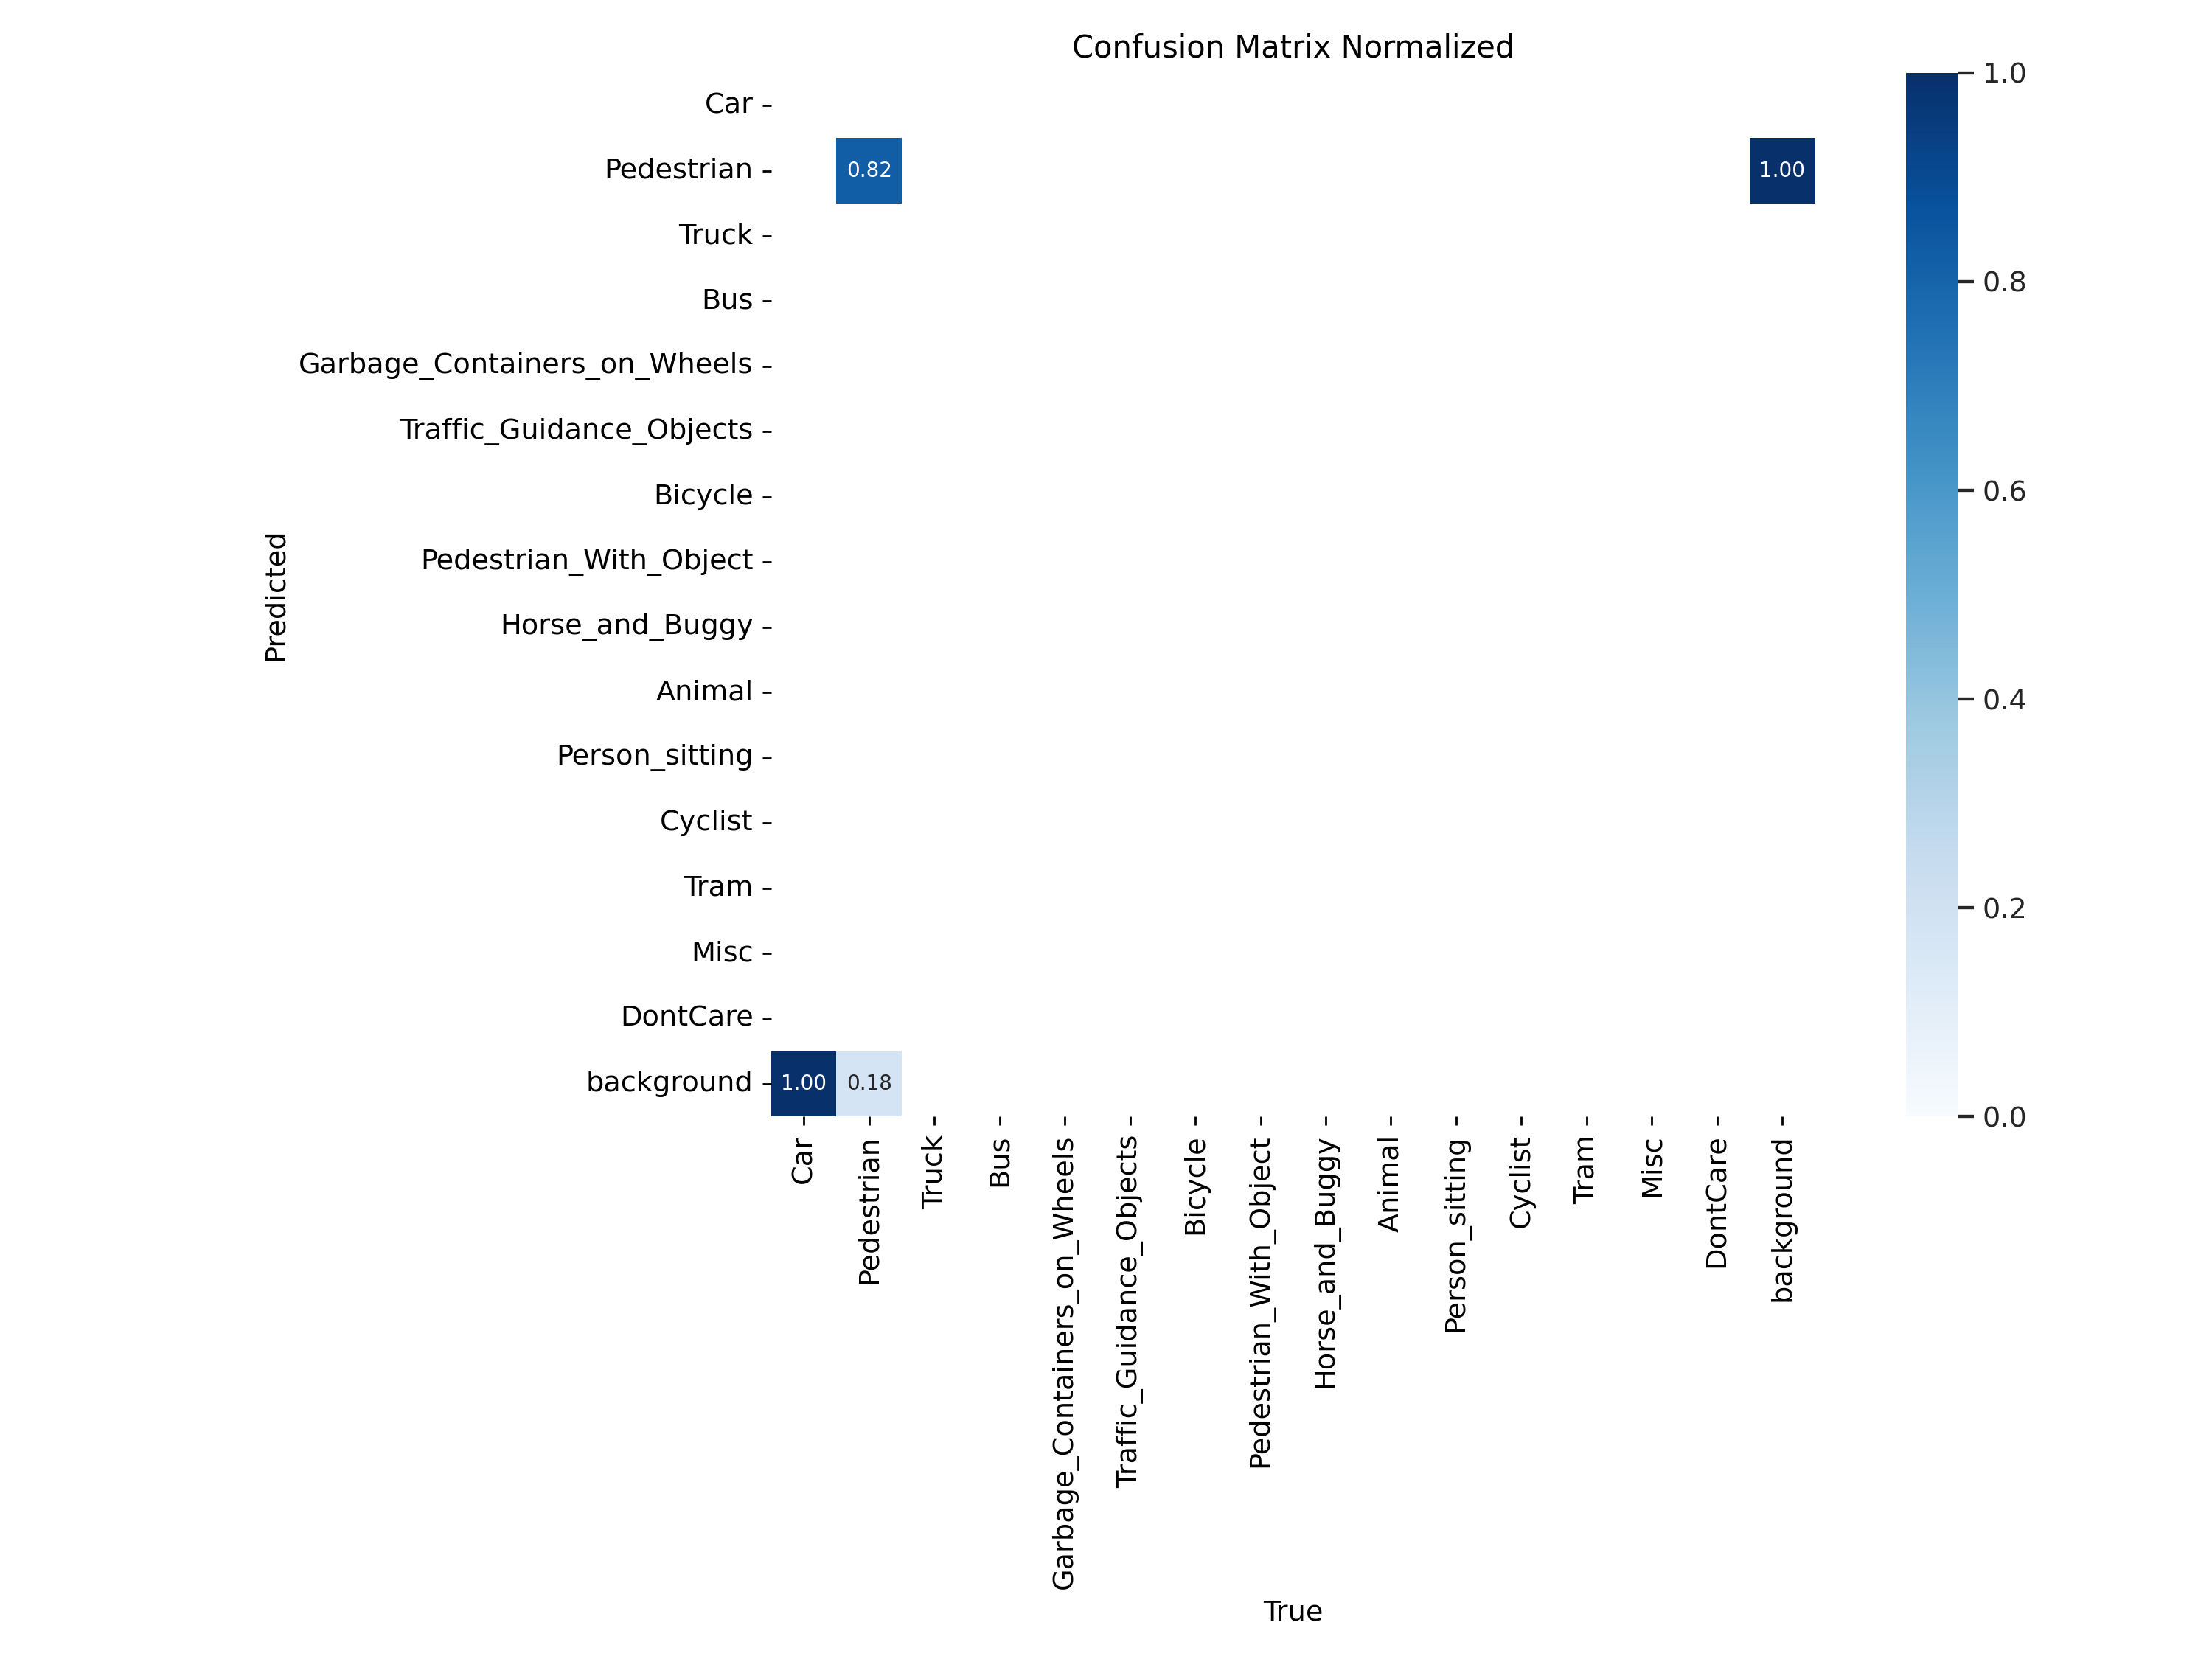 Confusion Matrix Normalized
Car
Pedestrian
Truck
Bus
Garbage_Containers_on_Wheels
Traffic_Guidance_Objects
Bicycle
Pedestrian_With_Object
Horse_and_Buggy
Animal
Person_sitting
Cyclist
Tram
Misc
DontCare
background
Predicted
0.82
1.00
1.00
0.18
Car
Pedestrian
Truck
Bus
Garbage_Containers_on_Wheels
Traffic_Guidance_Objects
Bicycle
Pedestrian_With_Object
Horse_and_Buggy
Animal
Person_sitting
Cyclist
Tram
Misc
DontCare
background
True
1.0
0.8
0.6
0.4
0.2
0.0